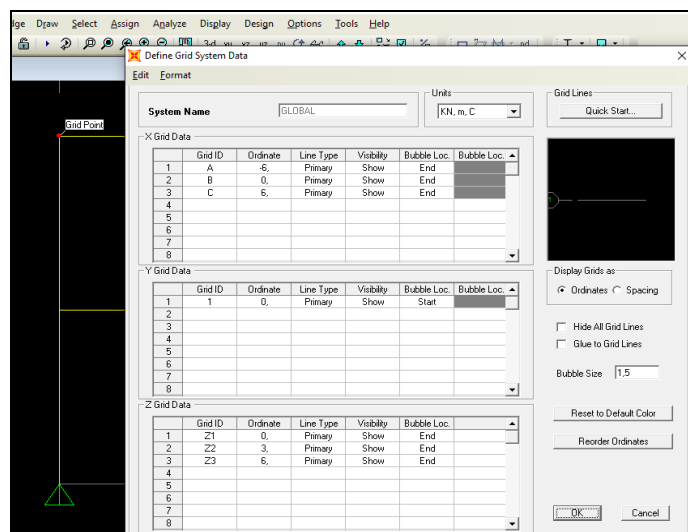 dge Draw Select Assign Analyze Display Design Options Tools Help
3-d xy xz yz nv
nd
Grid Point
Define Grid System Data
Edit Format
System Name GLOBAL
Units
KN, m, C
Grid Lines
Quick Start...
X Grid Data
Grid ID Ordinate Line Type Visibility Bubble Loc. Bubble Loc.
1 A -6, Primary Show End
2 B 0, Primary Show End
3 C 6, Primary Show End
4
5
6
7
8
1
Y Grid Data
Grid ID Ordinate Line Type Visibility Bubble Loc. Bubble Loc.
1 1 0, Primary Show Start
2
3
4
5
6
7
8
Display Grids as
Ordinates Spacing
Hide All Grid Lines
Glue to Grid Lines
Bubble Size 1,5
Z Grid Data
Grid ID Ordinate Line Type Visibility Bubble Loc.
1 Z1 0, Primary Show End
2 Z2 3, Primary Show End
3 Z3 6, Primary Show End
4
5
6
7
8
Reset to Default Color
Reorder Ordinates
OK Cancel